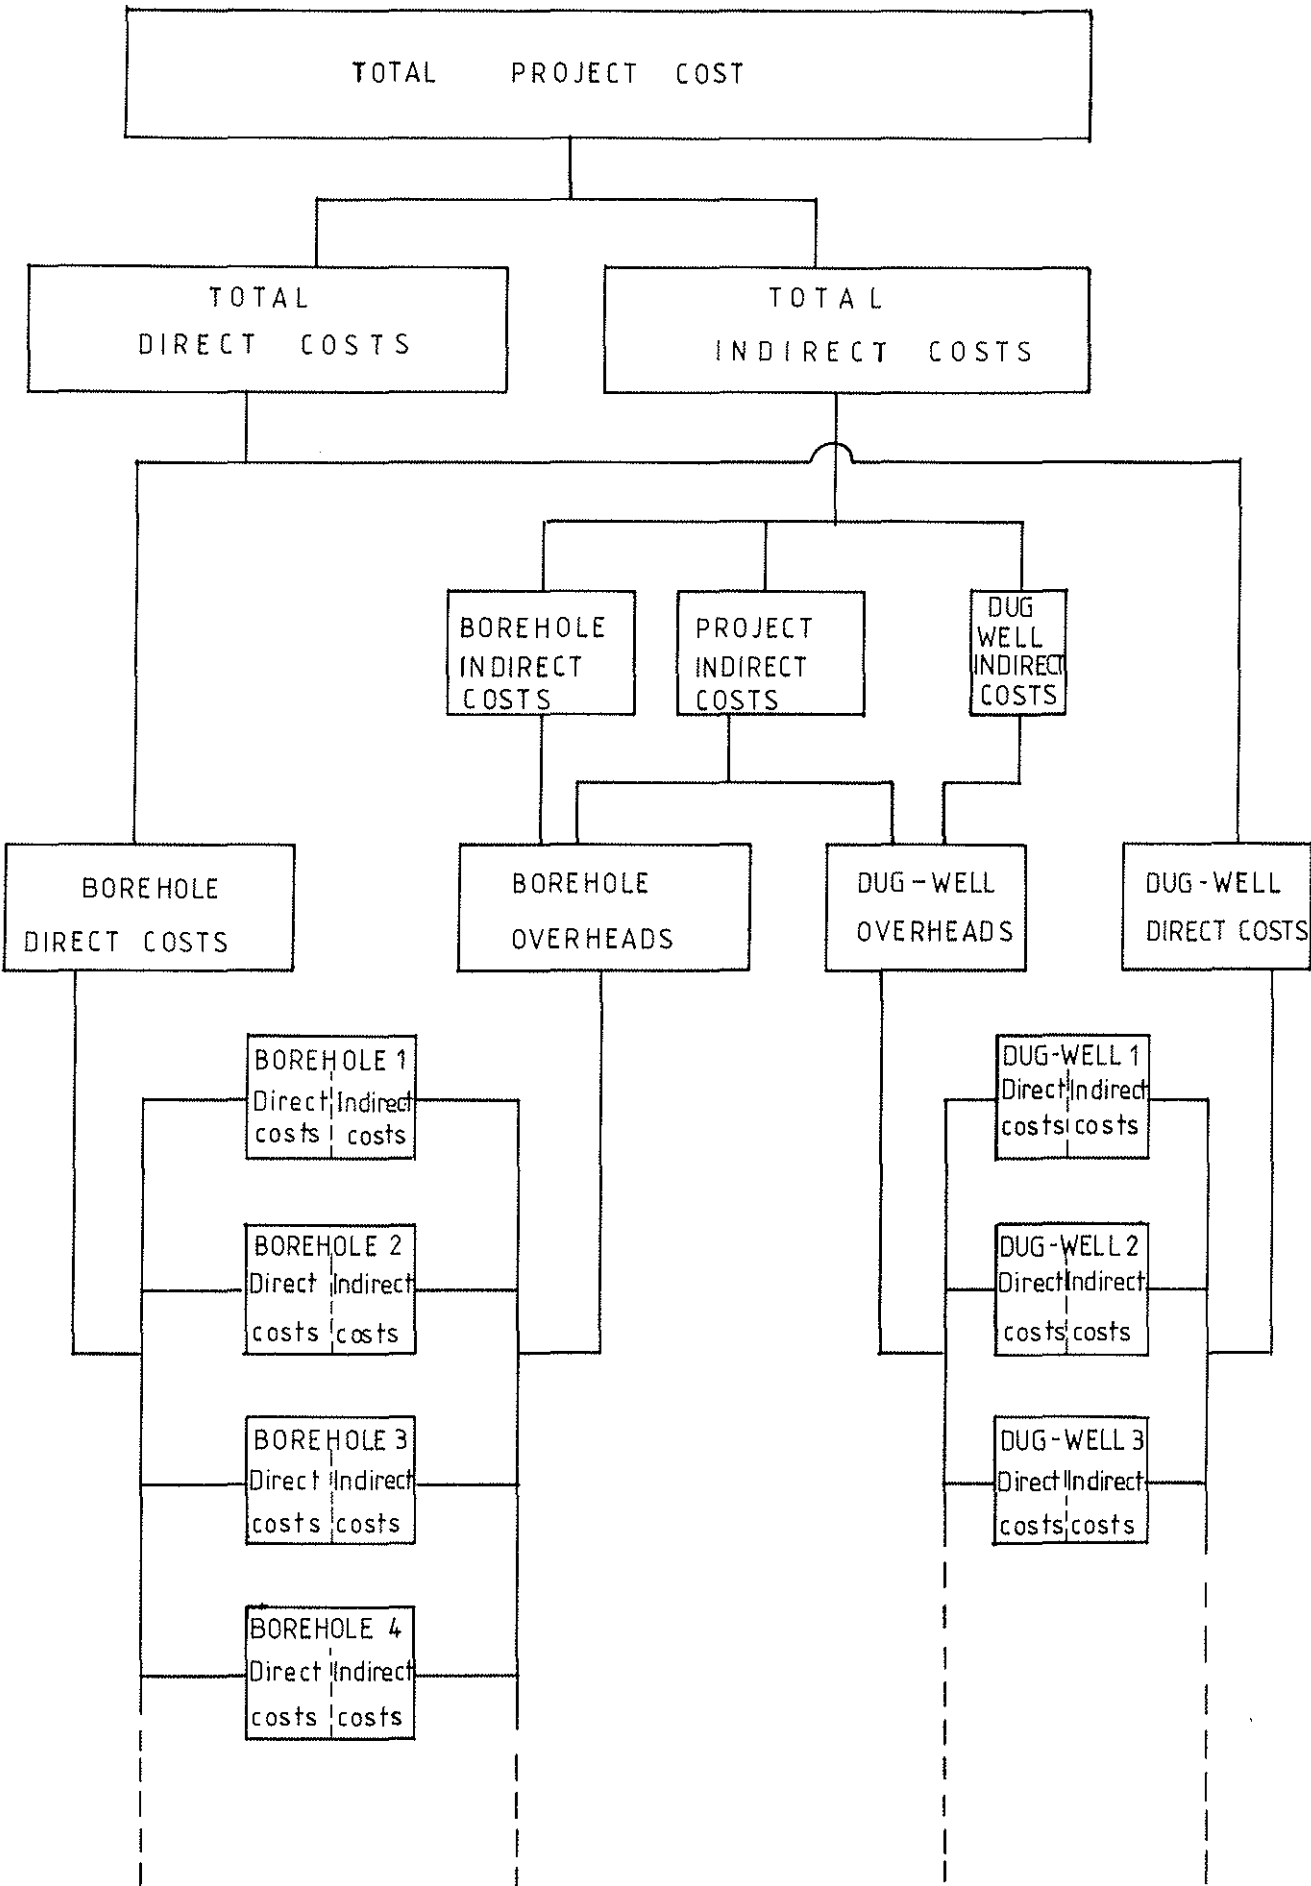 TOTAL PROJECT COST
TOTAL
DIRECT COSTS
TOTAL
INDIRECT COSTS
BOREHOLE
INDIRECT
COSTS
PROJECT
INDIRECT
COSTS
DUG
WELL
INDIRECT
COSTS
BOREHOLE
DIRECT COSTS
BOREHOLE
OVERHEADS
DUG-WELL
OVERHEADS
DUG-WELL
DIRECT COSTS
BOREHOLE 1
Direct Indirect
costs costs
DUG-WELL 1
Direct Indirect
costs costs
BOREHOLE 2
Direct Indirect
costs costs
DUG-WELL 2
Direct Indirect
costs costs
BOREHOLE 3
Direct Indirect
costs costs
DUG-WELL 3
Direct Indirect
costs costs
BOREHOLE 4
Direct Indirect
costs costs